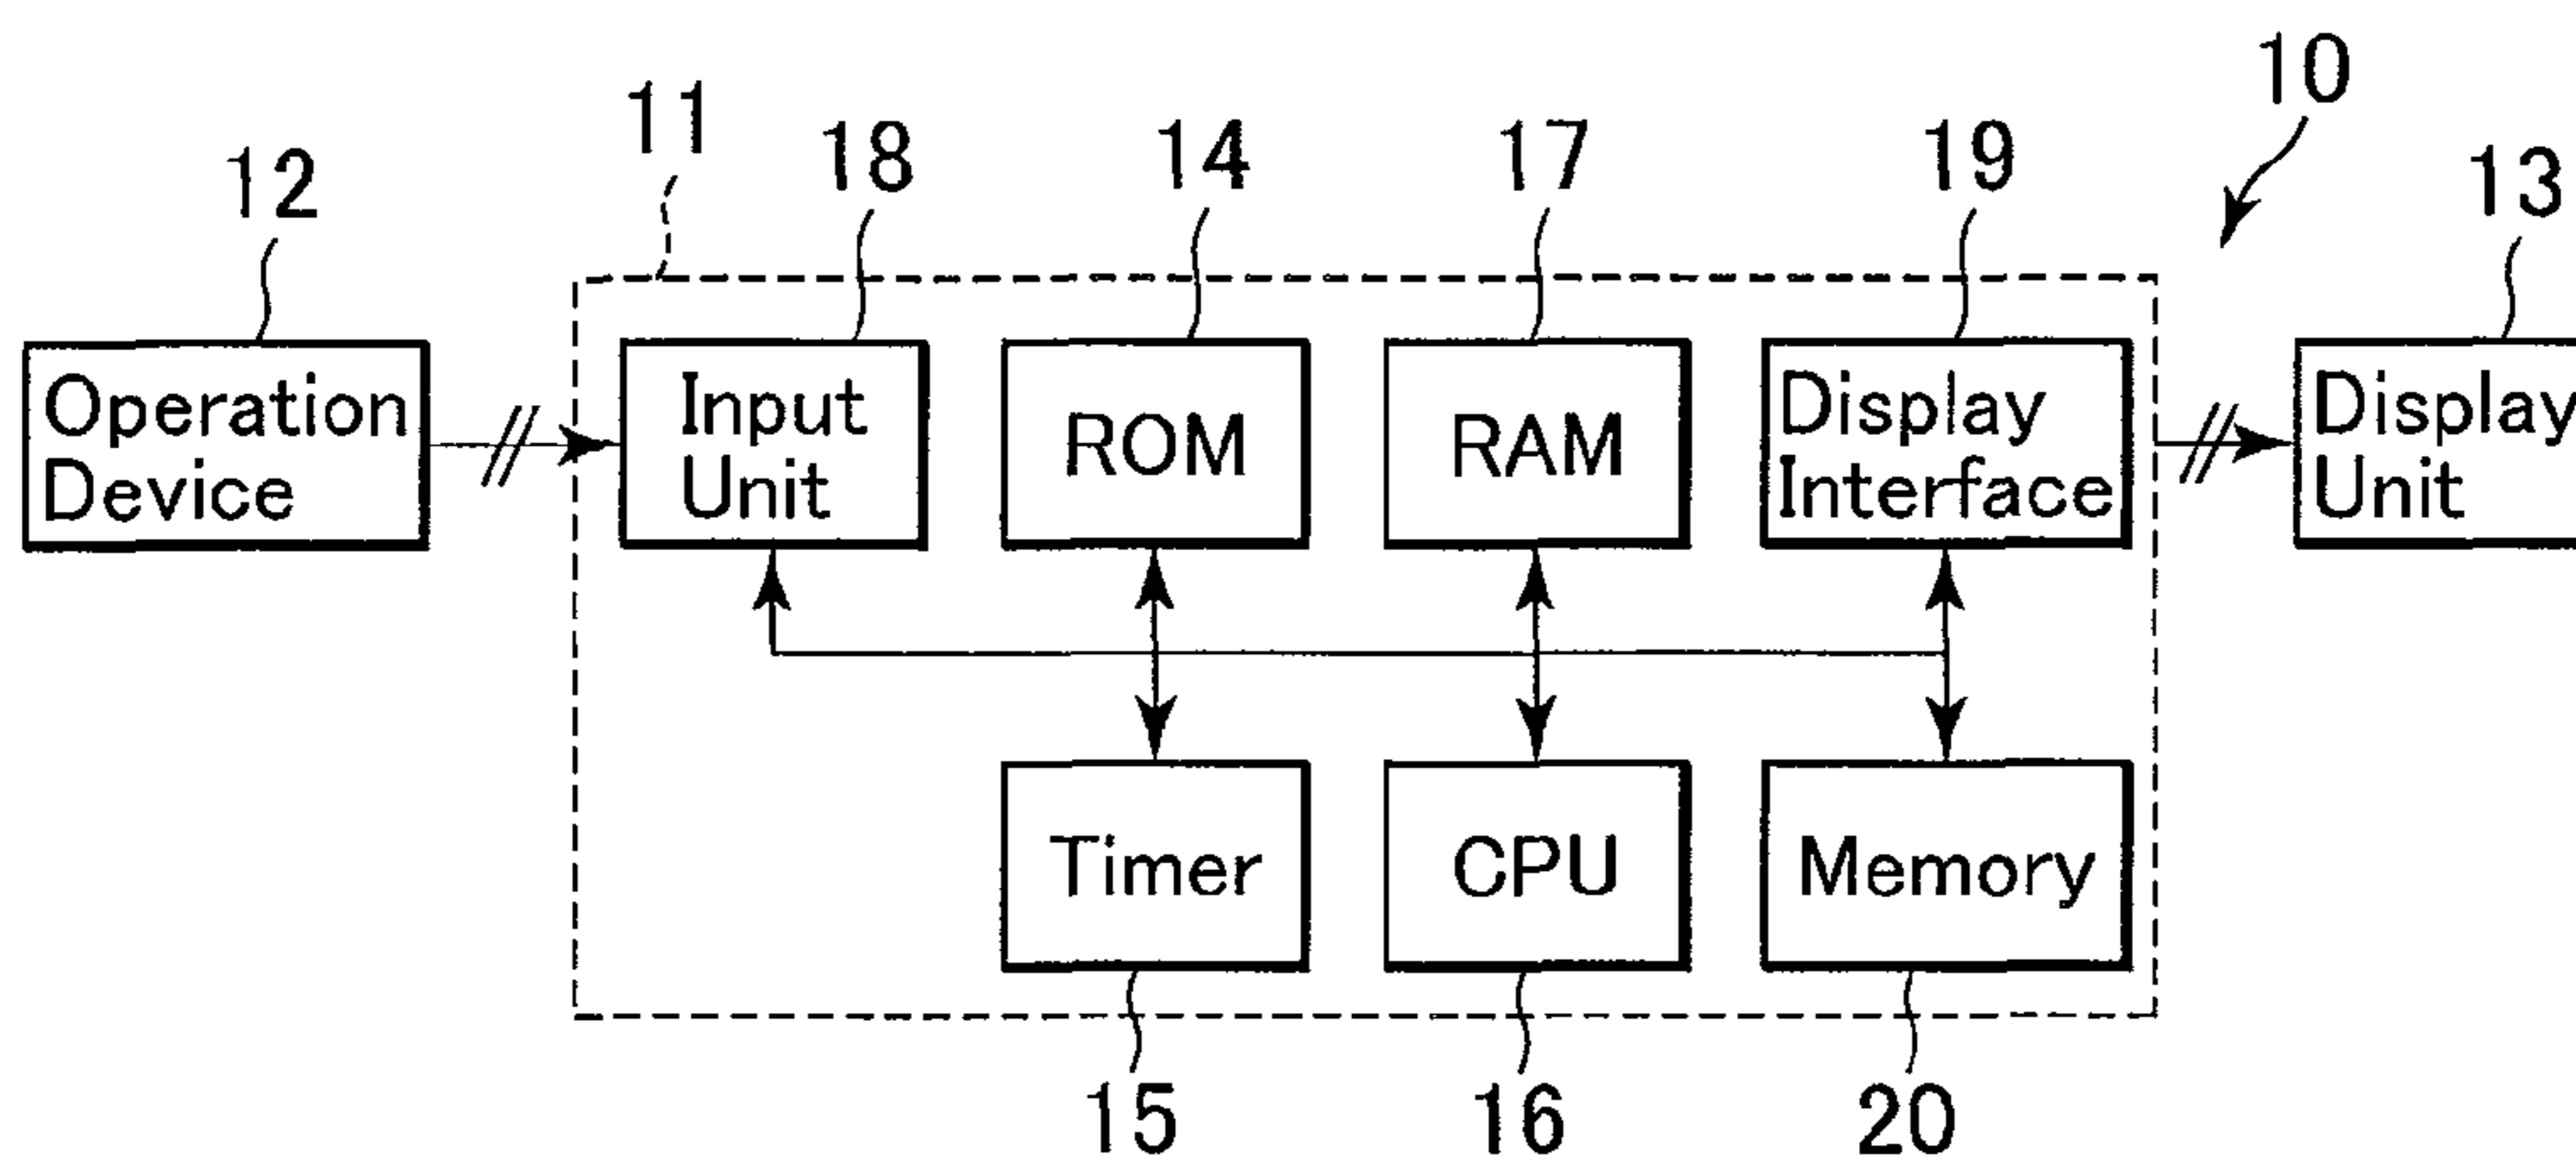 10
11
12
18
14
17
19
13
Operation
Device
Input
Unit
ROM
RAM
Display
Interface
Display
Unit
Timer
CPU
Memory
15
16
20